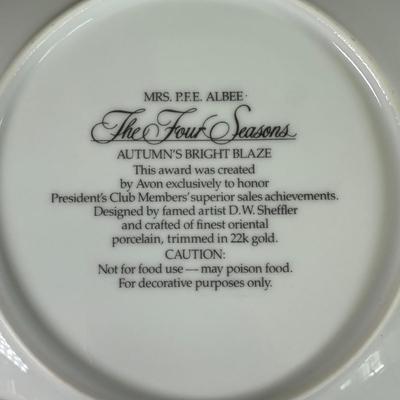 MRS. P.F.E. ALBEE·
The Four Seasons
AUTUMN'S BRIGHT BLAZE
This award was created
by Avon exclusively to honor
President's Club Members' superior sales achievements.
Designed by famed artist D.W. Sheffler
and crafted of finest oriental
porcelain, trimmed in 22k gold.
CAUTION:
Not for food use — may poison food.
For decorative purposes only.